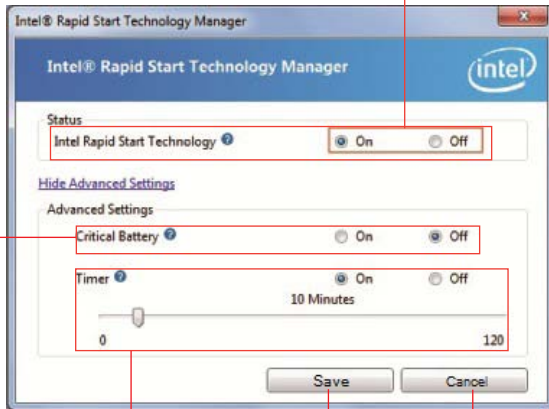 Intel® Rapid Start Technology Manager
Intel® Rapid Start Technology Manager
intel
Status
Intel Rapid Start Technology ? On Off
Hide Advanced Settings
Advanced Settings
Critical Battery ? On Off
Timer ? On Off
10 Minutes
0 120
Save Cancel